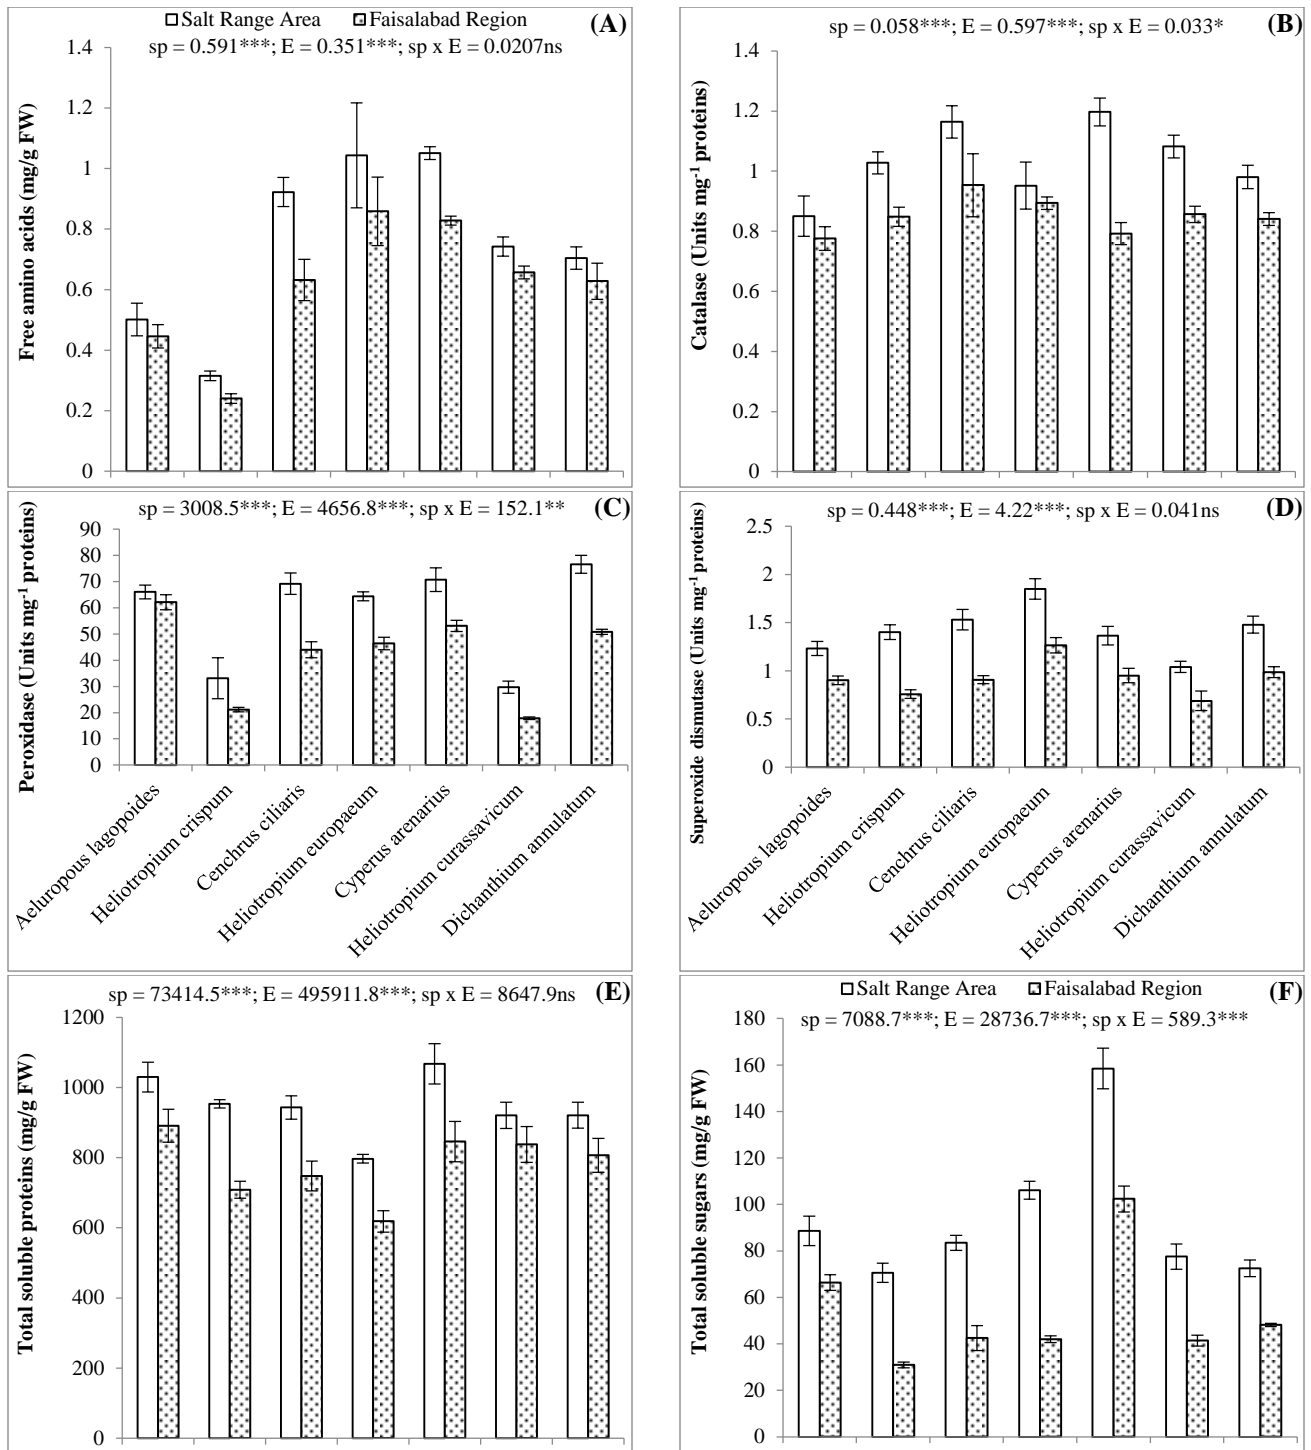 Salt Range Area Faisalabad Region (A)
sp = 0.591***; E = 0.351***; sp x E = 0.0207ns
Free amino acids (mg/g FW)
1.4
1.2
1
0.8
0.6
0.4
0.2
0
(B)
sp = 0.058***; E = 0.597***; sp x E = 0.033*
Catalase (Units mg-1 proteins)
1.4
1.2
1
0.8
0.6
0.4
0.2
0
sp = 3008.5***; E = 4656.8***; sp x E = 152.1** (C)
Peroxidase (Units mg-1 proteins)
90
80
70
60
50
40
30
20
10
0
Aeluropous lagopoides
Heliotropium crispum
Cenchrus ciliaris
Heliotropium europaeum
Cyperus arenarius
Heliotropium curassavicum
Dichanthium annulatum
sp = 0.448***; E = 4.22***; sp x E = 0.041ns (D)
Superoxide dismutase (Units mg-1 proteins)
2.5
2
1.5
1
0.5
0
Aeluropous lagopoides
Heliotropium crispum
Cenchrus ciliaris
Heliotropium europaeum
Cyperus arenarius
Heliotropium curassavicum
Dichanthium annulatum
sp = 73414.5***; E = 495911.8***; sp x E = 8647.9ns (E)
Total soluble proteins (mg/g FW)
1200
1000
800
600
400
200
0
Salt Range Area Faisalabad Region (F)
sp = 7088.7***; E = 28736.7***; sp x E = 589.3***
Total soluble sugars (mg/g FW)
180
160
140
120
100
80
60
40
20
0